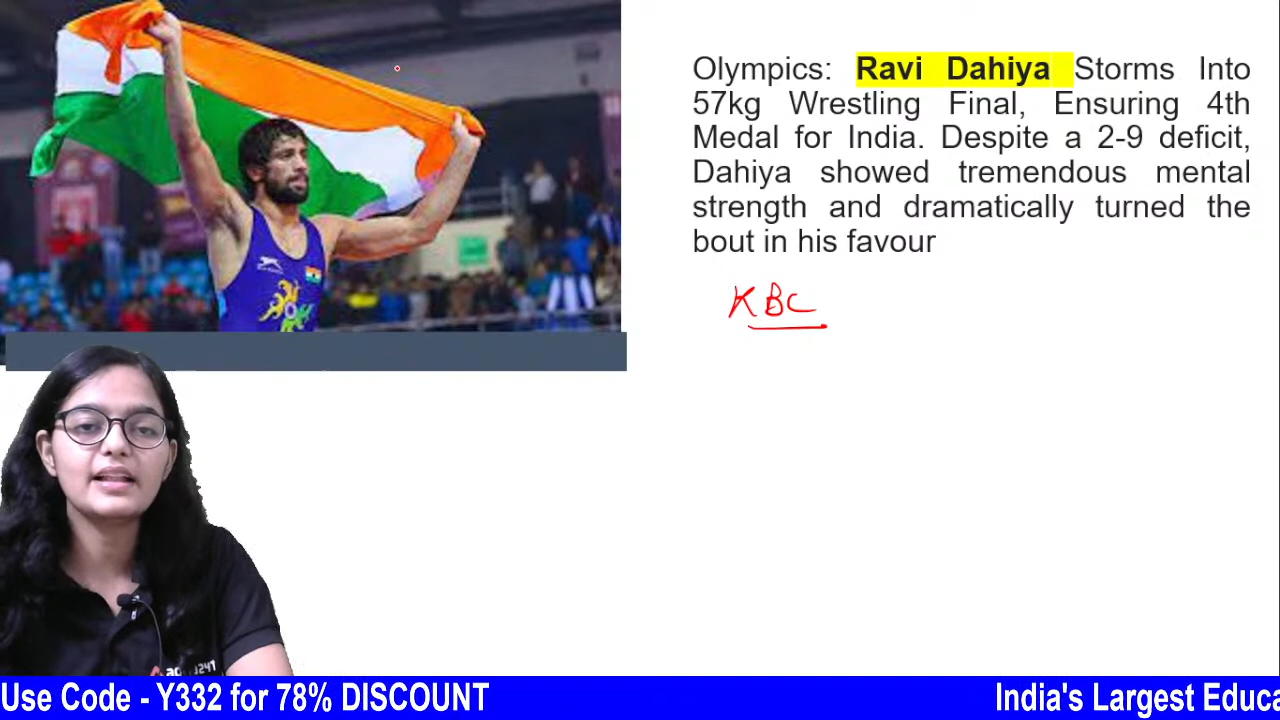 Olympics: Ravi Dahiya Storms Into
57kg Wrestling Final, Ensuring 4th
Medal for India. Despite a 2-9 deficit,
Dahiya showed tremendous mental
strength and dramatically turned the
bout in his favour
KBC
Use Code - Y332 for 78% DISCOUNT
India's Largest Educa